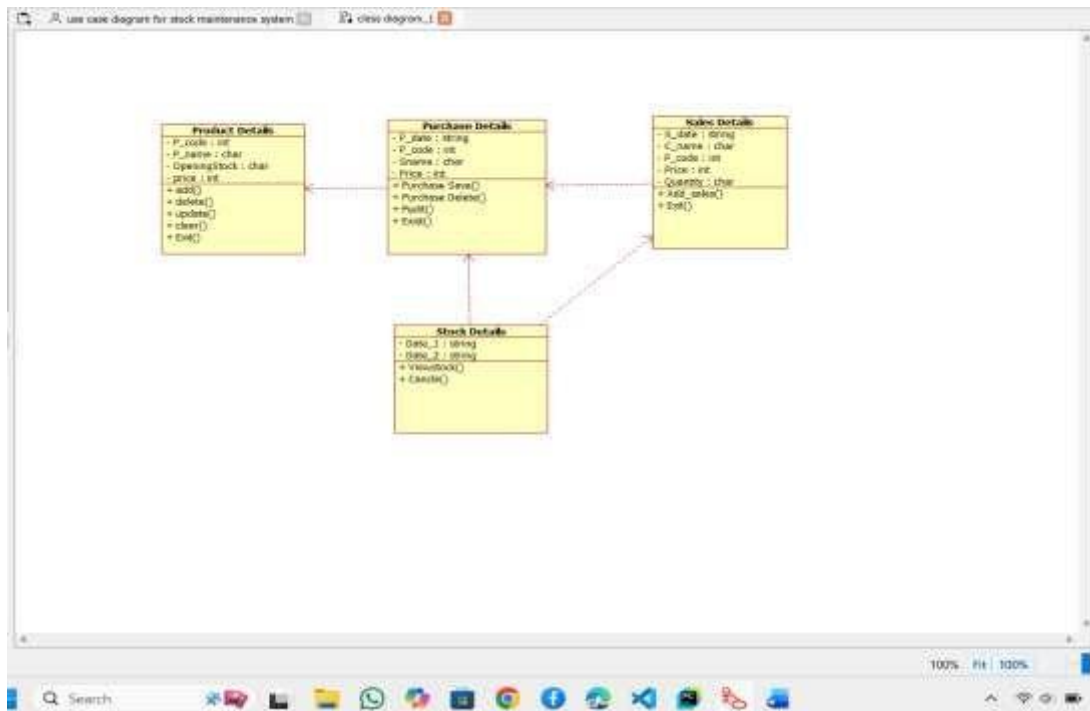 use case diagram for stock maintenance system
class diagram_1
Product Details
- P_code : int
- P_name : char
- OpeningStock : char
- price : int
+ add()
+ delete()
+ update()
+ clear()
+ Exit()
Purchase Details
- P_date : string
- P_code : int
- Sname : char
- Price : int
+ Purchase Save()
+ Purchase Delete()
Sales Details
- S_date : string
- C_name : char
- P_code : int
- Price : int
- Quantity : char
+ Add_sales()
+ Exit()
Stock Details
- Date_1 : string
- Date_2 : string
+ Viewstock()
100% Fit 100%
Search